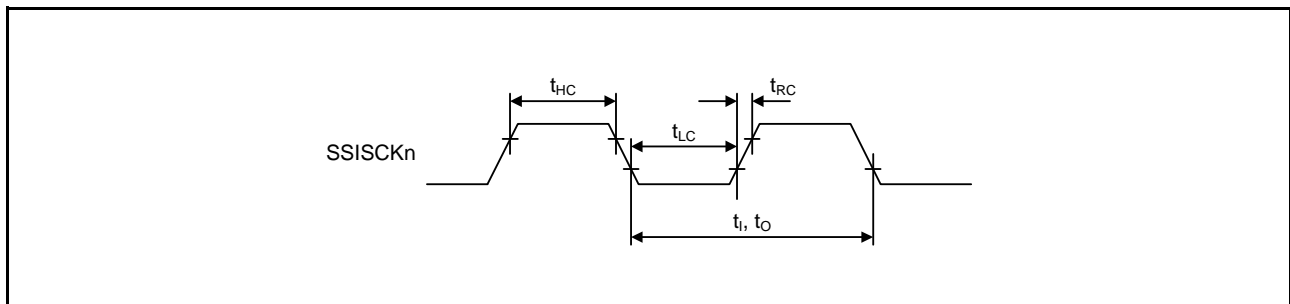 tHC
tRC
tLC
SSISCKn
tI, tO